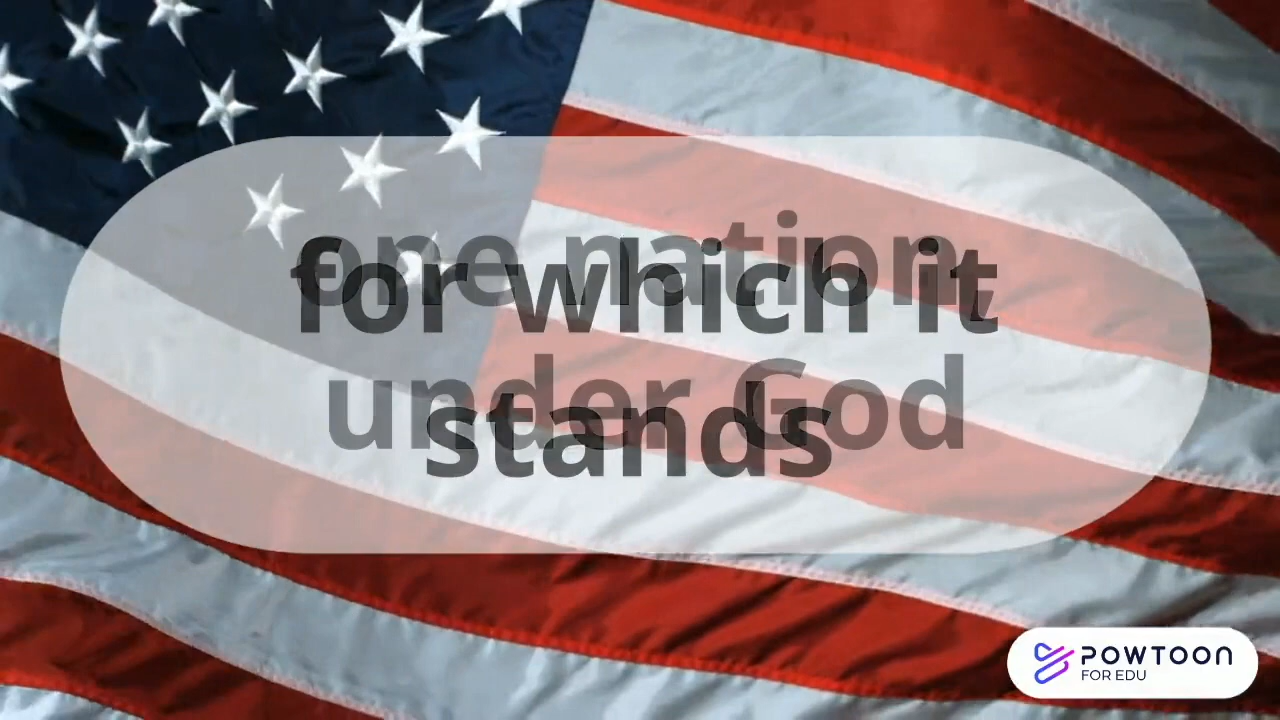 one nation
for which it
under God
stands
POWTOON
FOR EDU